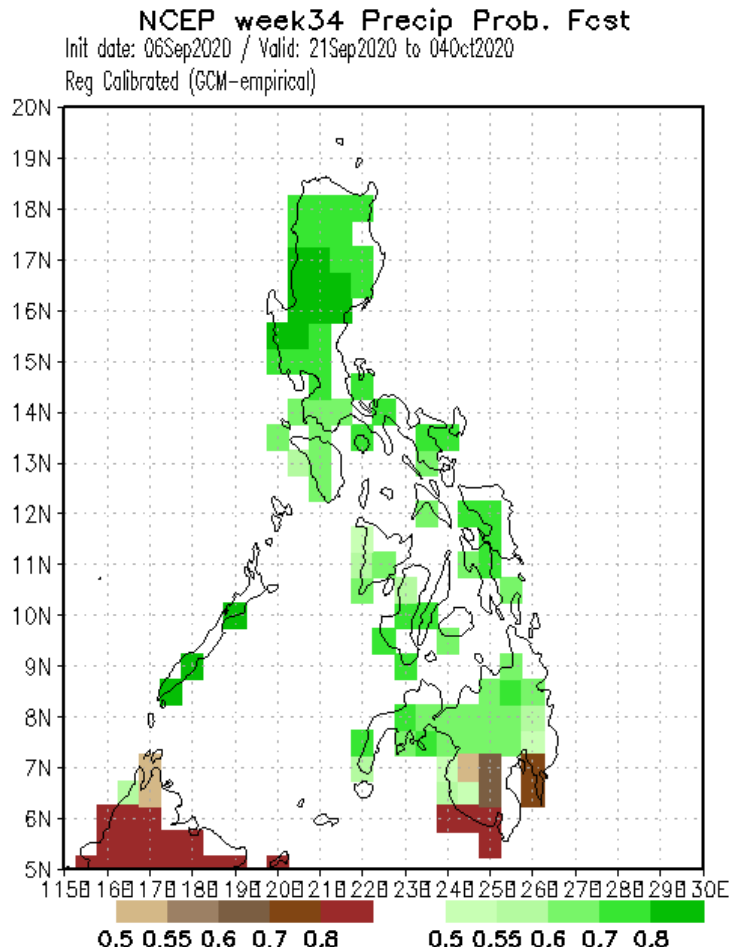 NCEP week34 Precip Prob. Fcst
Init date: 06Sep2020 / Valid: 21Sep2020 to 04Oct2020
Reg Calibrated (GCM-empirical)
20N
19N
18N
17N
16N
15N
14N
13N
12N
11N
10N
9N
8N
7N
6N
5N
115E 116E 117E 118E 119E 120E 121E 122E 123E 124E 125E 126E 127E 128E 129E 130E
0.5 0.55 0.6 0.7 0.8 0.5 0.55 0.6 0.7 0.8